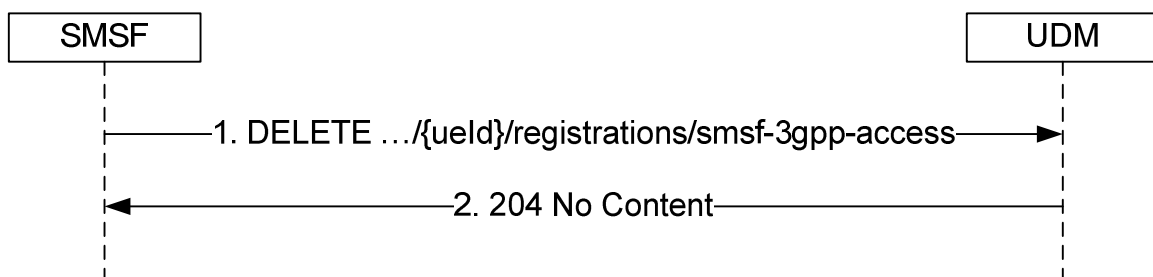 SMSF
UDM
1. DELETE …/{ueId}/registrations/smsf-3gpp-access
2. 204 No Content